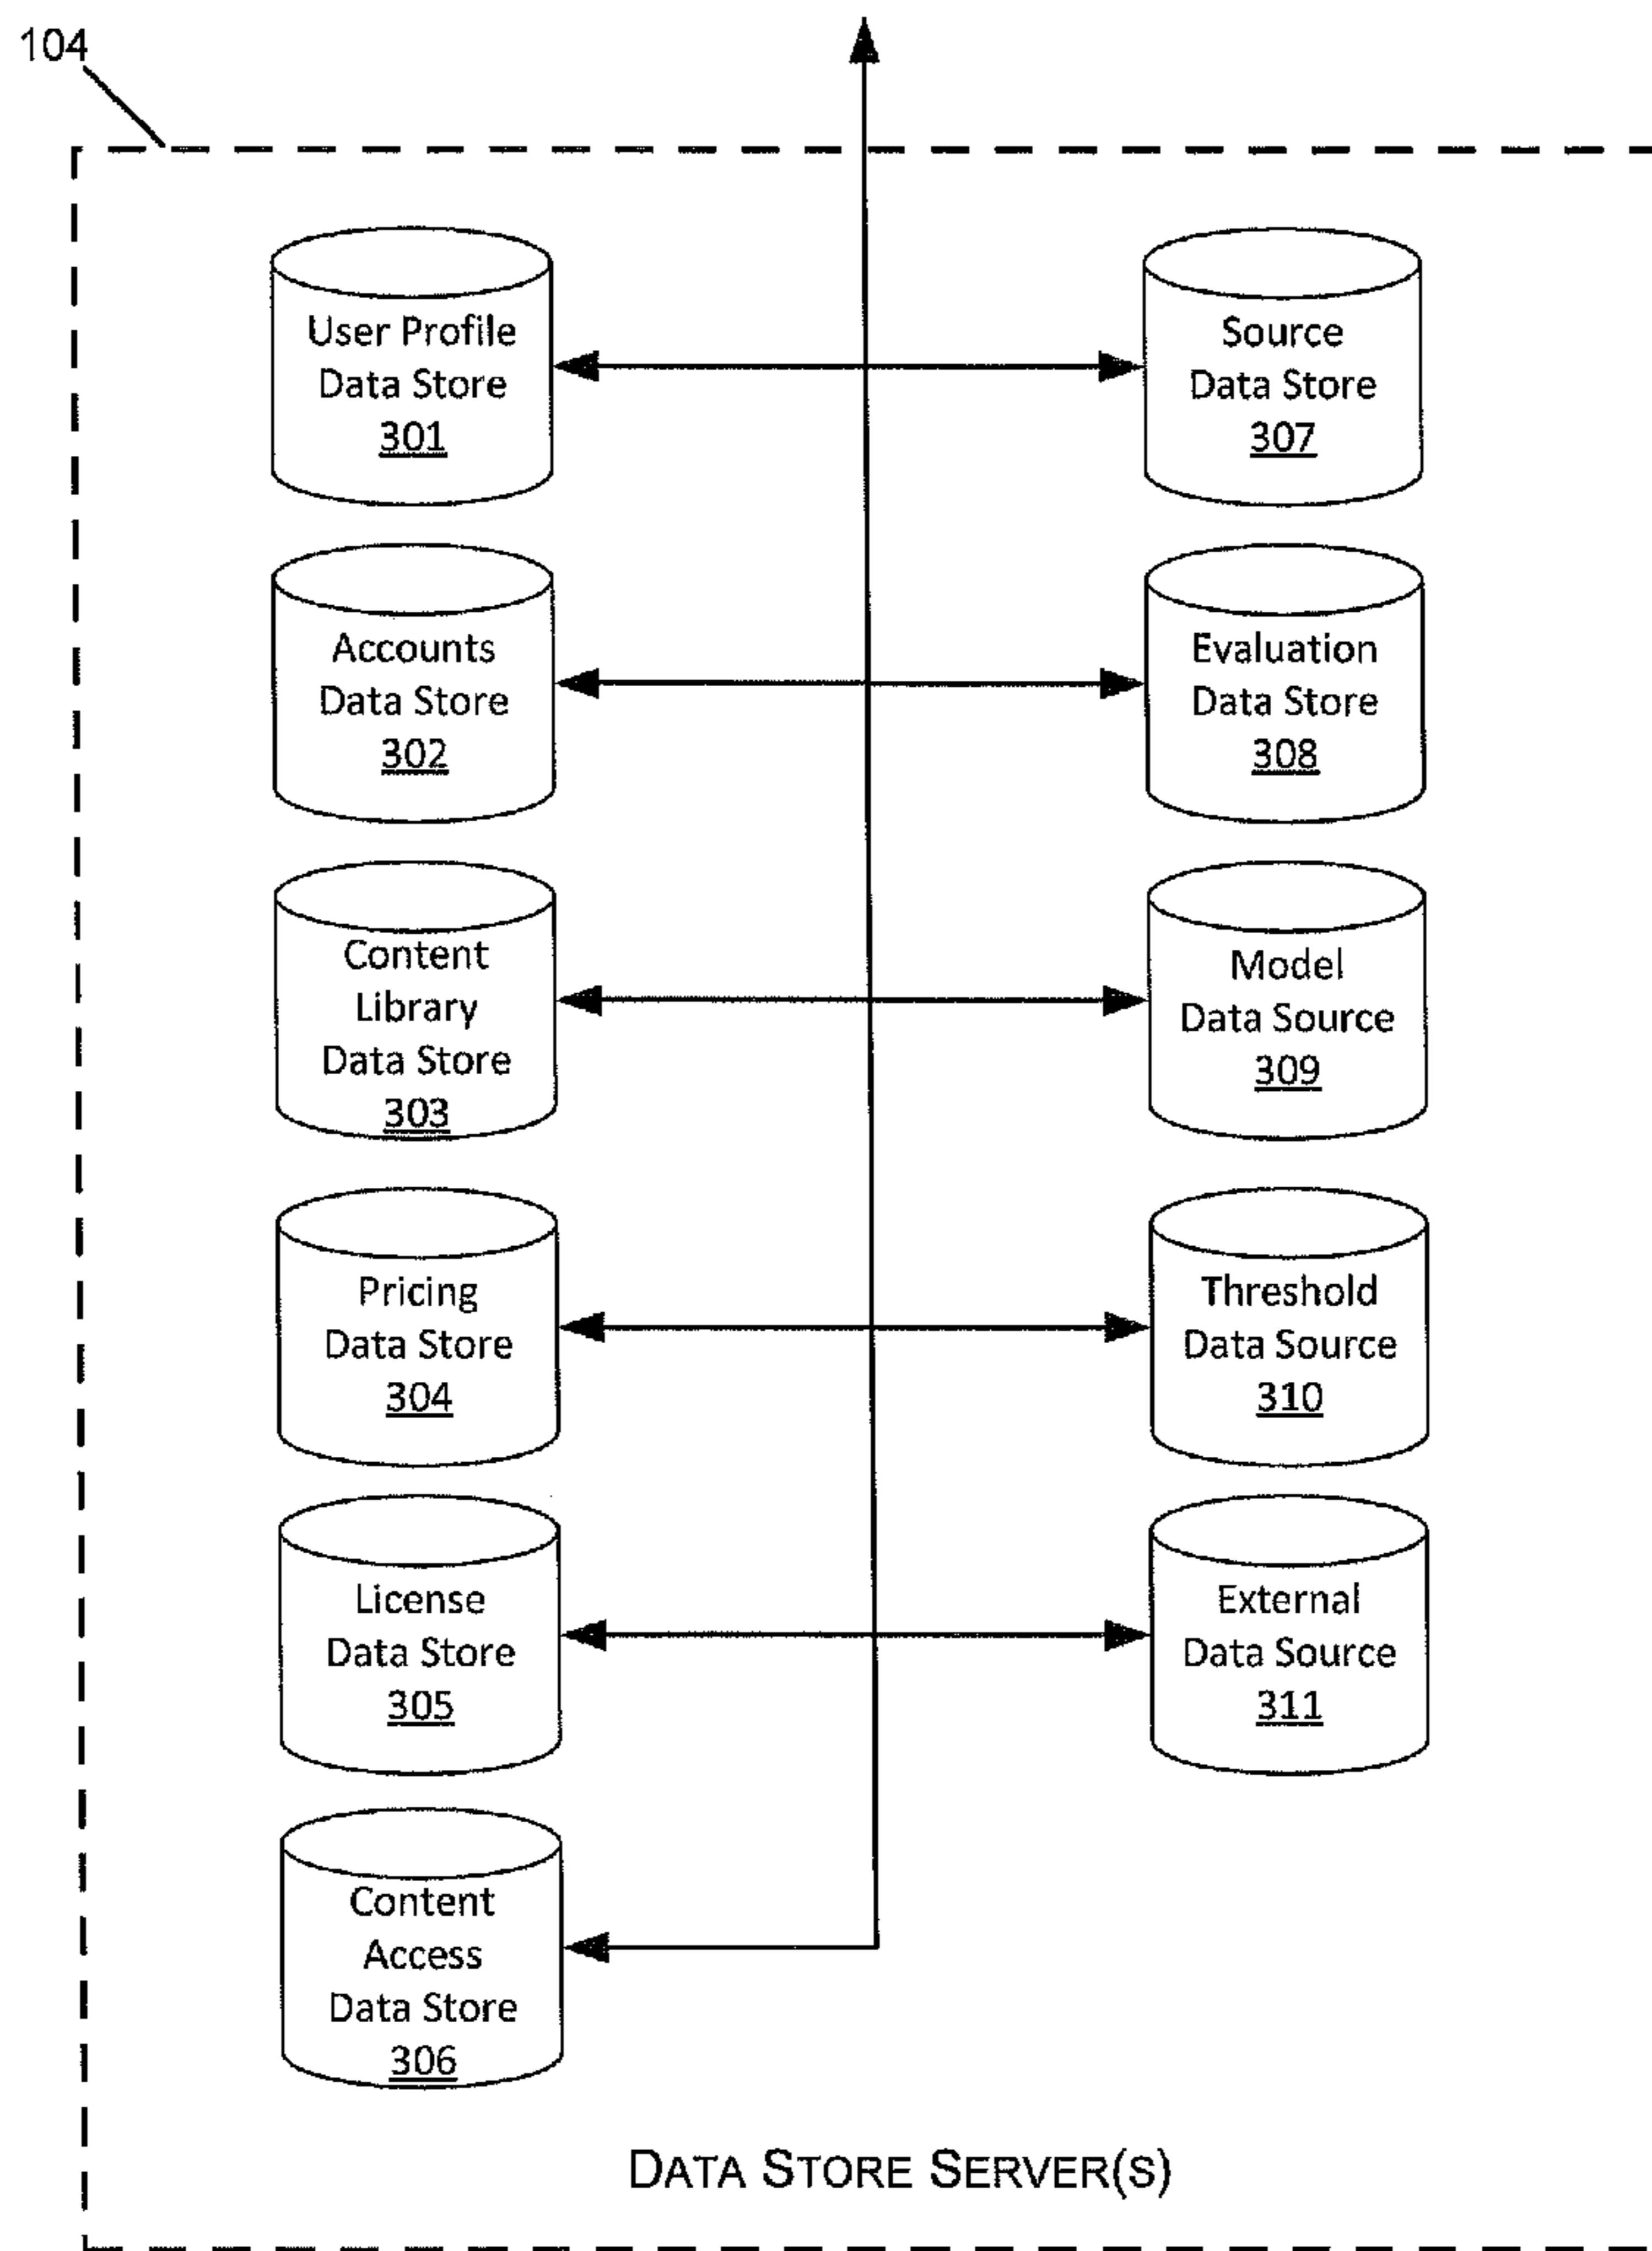 104
User Profile
Data Store
301
Source
Data Store
307
Accounts
Data Store
302
Evaluation
Data Store
308
Content
Library
Data Store
303
Model
Data Source
309
Pricing
Data Store
304
Threshold
Data Source
310
License
Data Store
305
External
Data Source
311
Content
Access
Data Store
306
DATA STORE SERVER(S)